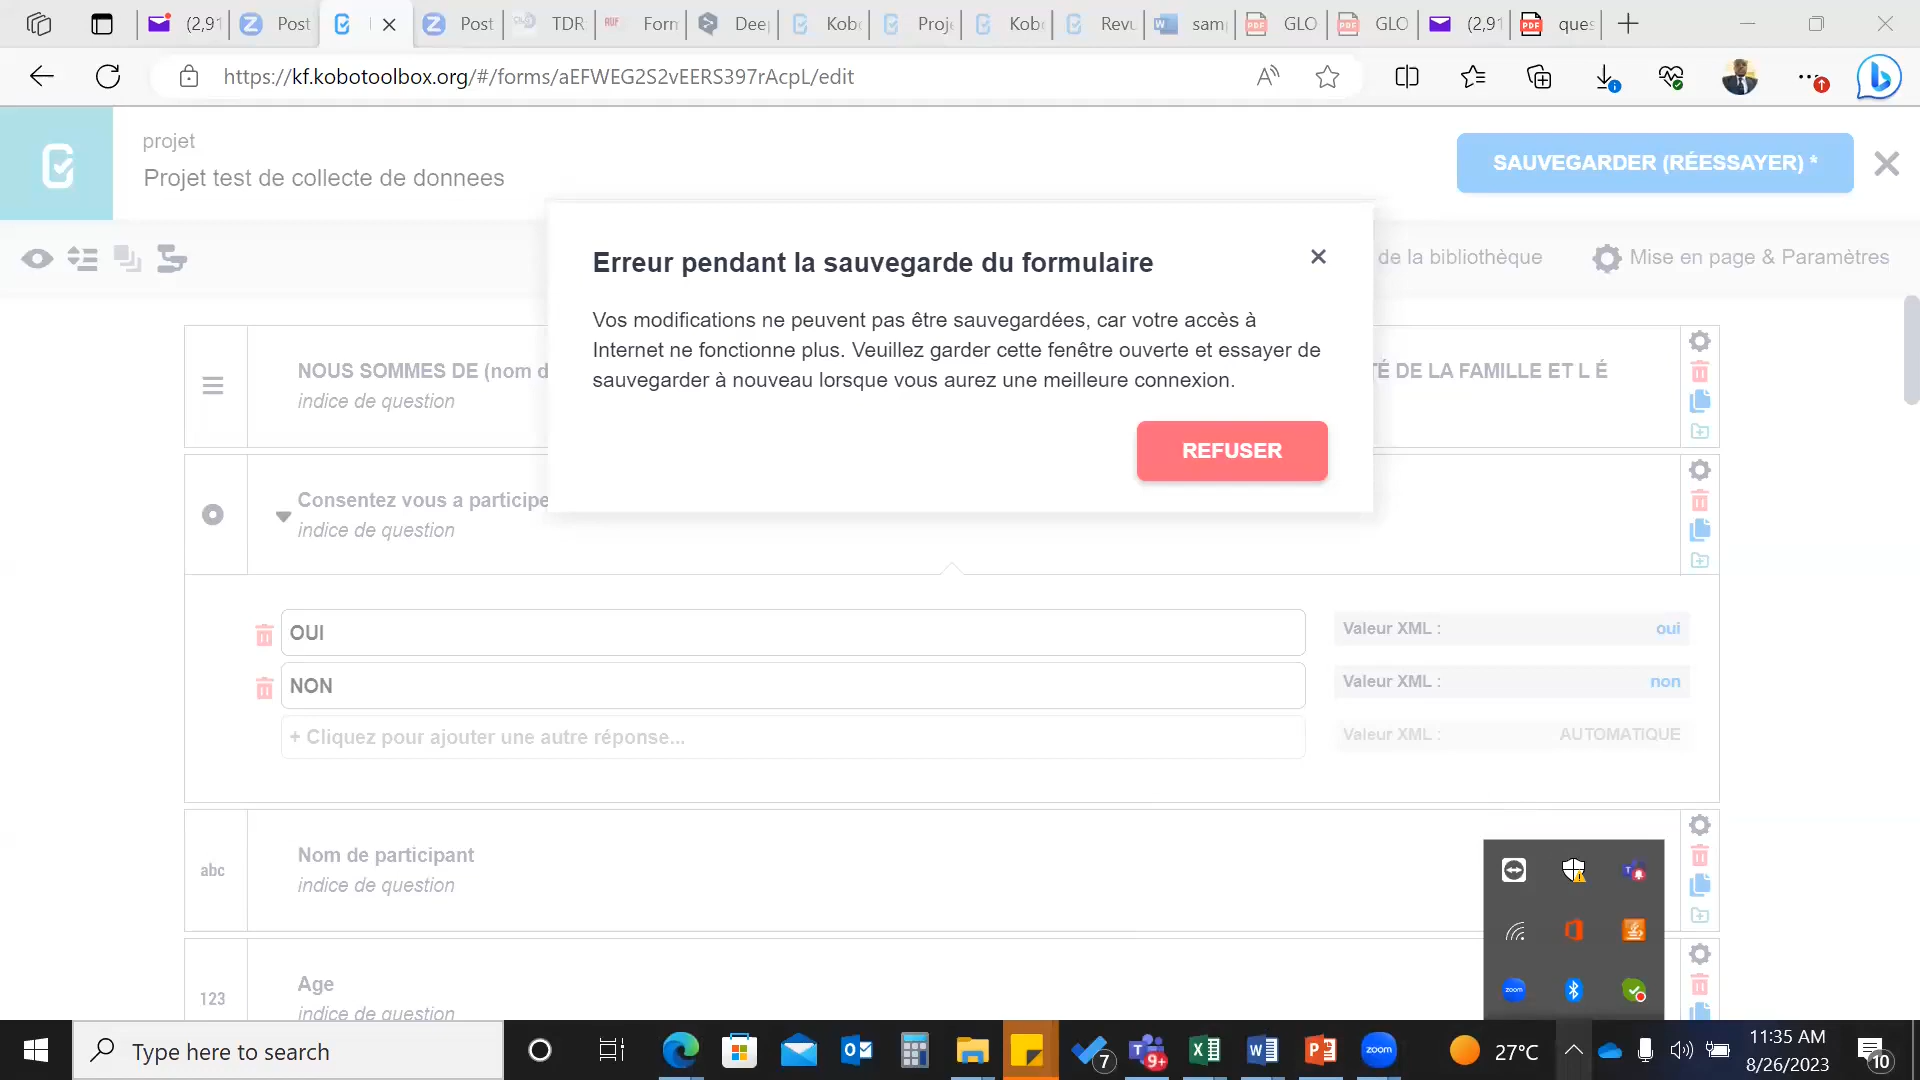 (2,91
Post
Post
TDR
Form
Deep
Kobo
Proje
Kobo
Revu
sam
GLO
GLO
(2,91
ques
https://kf.kobotoolbox.org/#/forms/aEFWEG2S2vEERS397rAcpL/edit
projet
Projet test de collecte de donnees
SAUVEGARDER (RÉESSAYER) *
de la bibliothèque
Mise en page & Paramètres
Erreur pendant la sauvegarde du formulaire
Vos modifications ne peuvent pas être sauvegardées, car votre accès à
Internet ne fonctionne plus. Veuillez garder cette fenêtre ouverte et essayer de
sauvegarder à nouveau lorsque vous aurez une meilleure connexion.
REFUSER
NOUS SOMMES DE (nom d
TÉ DE LA FAMILLE ET L É
indice de question
Consentez vous a participe
indice de question
OUI
Valeur XML :
oui
NON
Valeur XML :
non
+ Cliquez pour ajouter une autre réponse...
Valeur XML :
AUTOMATIQUE
abc
Nom de participant
indice de question
123
Age
indice de question
zoom
Type here to search
7
9+
zoom
27°C
11:35 AM
8/26/2023
10